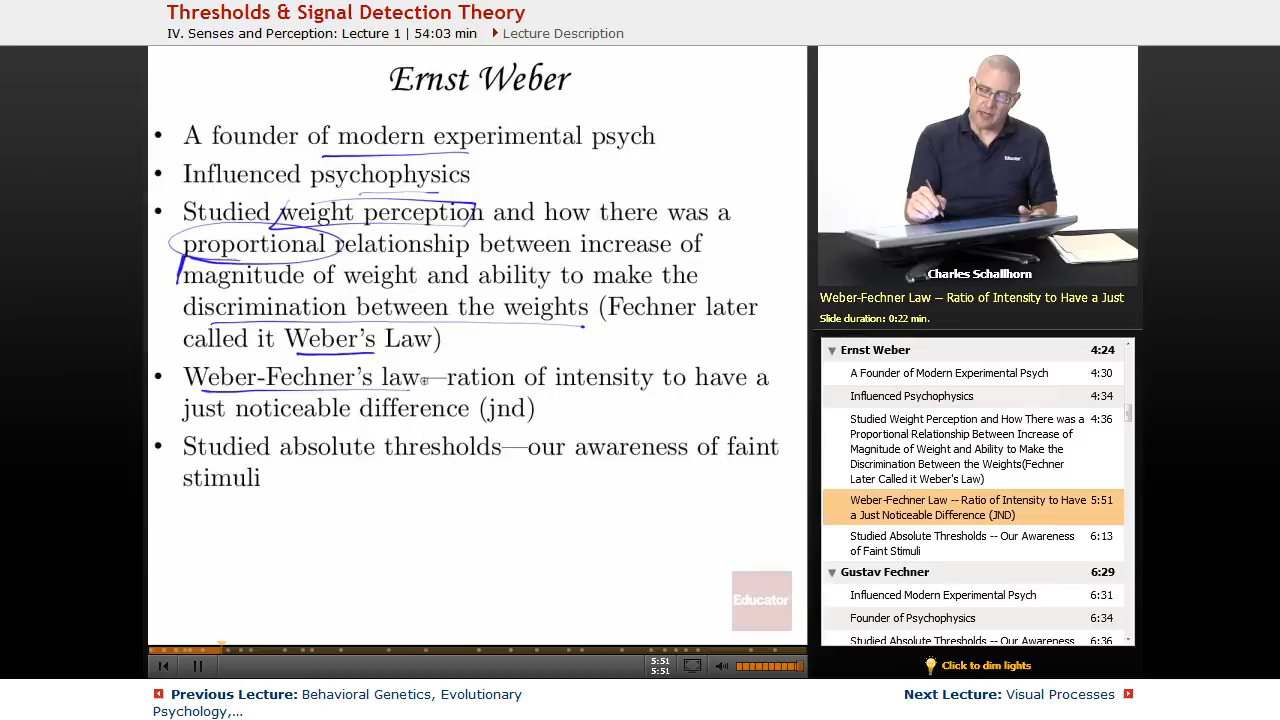 Thresholds & Signal Detection Theory
IV. Senses and Perception: Lecture 1 | 54:03 min
Lecture Description
Ernst Weber
• A founder of modern experimental psych
• Influenced psychophysics
• Studied weight perception and how there was a
proportional relationship between increase of
magnitude of weight and ability to make the
discrimination between the weights (Fechner later
called it Weber's Law)
• Weber-Fechner's law—ration of intensity to have a
just noticeable difference (jnd)
• Studied absolute thresholds—our awareness of faint
stimuli
Educator
5:51
5:51
Educator
Charles Schallhorn
Weber-Fechner Law -- Ratio of Intensity to Have a Just
Slide duration: 0:22 min.
Ernst Weber 4:24
A Founder of Modern Experimental Psych 4:30
Influenced Psychophysics 4:34
Studied Weight Perception and How There was a 4:36
Proportional Relationship Between Increase of
Magnitude of Weight and Ability to Make the
Discrimination Between the Weights(Fechner
Later Called it Weber's Law)
Weber-Fechner Law -- Ratio of Intensity to Have 5:51
a Just Noticeable Difference (JND)
Studied Absolute Thresholds -- Our Awareness 6:13
of Faint Stimuli
Gustav Fechner 6:29
Influenced Modern Experimental Psych 6:31
Founder of Psychophysics 6:34
Studied Absolute Thresholds -- Our Awareness 6:36
Click to dim lights
Previous Lecture: Behavioral Genetics, Evolutionary
Psychology,...
Next Lecture: Visual Processes